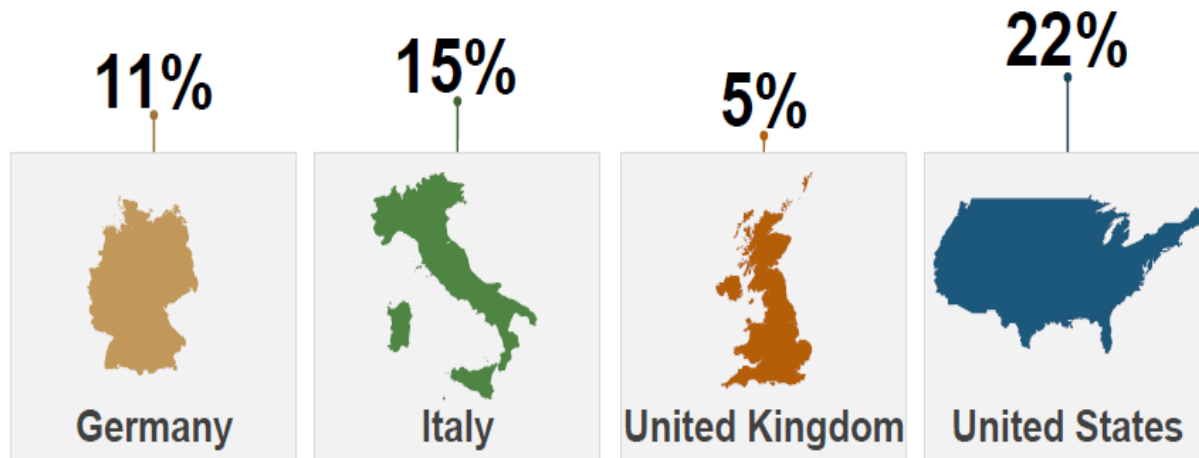 11%
15%
5%
22%
Germany
Italy
United Kingdom
United States